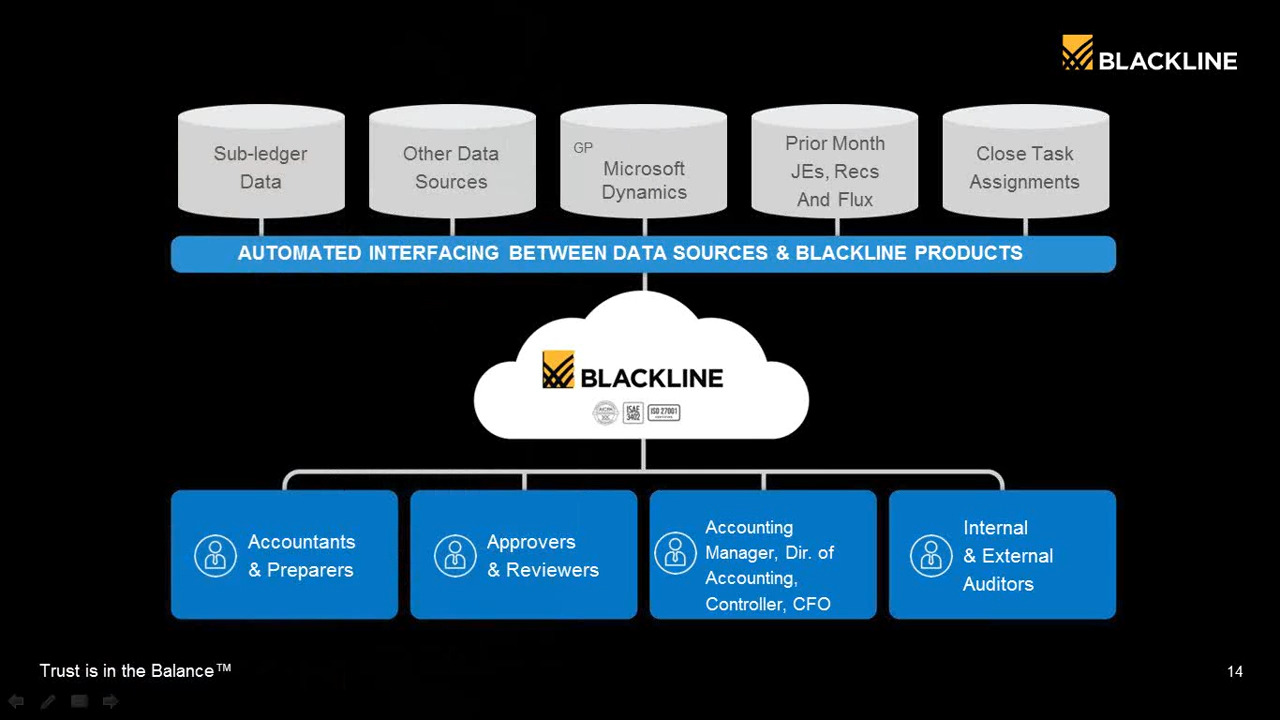 BLACKLINE
Sub-ledger
Data
Other Data
Sources
GP
Microsoft
Dynamics
Prior Month
JEs, Recs
And Flux
Close Task
Assignments
AUTOMATED INTERFACING BETWEEN DATA SOURCES & BLACKLINE PRODUCTS
BLACKLINE
ISAE
3402
ISO 27001
Accountants
& Preparers
Approvers
& Reviewers
Accounting
Manager, Dir. of
Accounting,
Controller, CFO
Internal
& External
Auditors
Trust is in the Balance™
14